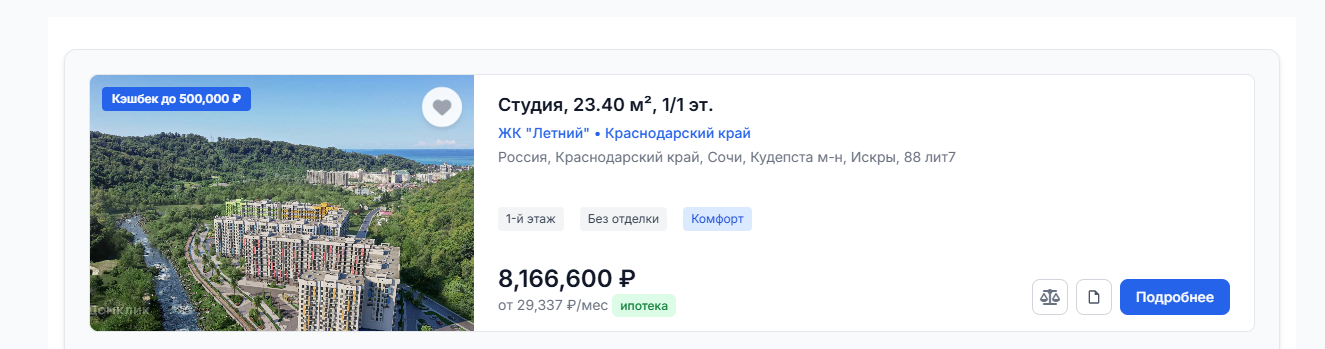 Кэшбек до 500,000 ₽
Студия, 23.40 м², 1/1 эт.
ЖК "Летний" • Краснодарский край
Россия, Краснодарский край, Сочи, Кудепста м-н, Искры, 88 лит7
1-й этаж
Без отделки
Комфорт
8,166,600 ₽
от 29,337 ₽/мес ипотека
Подробнее